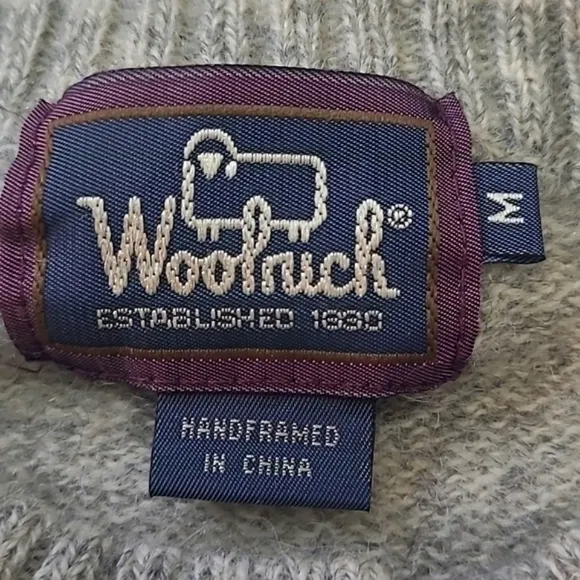 Woolrich®
ESTABLISHED 1830
M
HANDFRAMED
IN CHINA